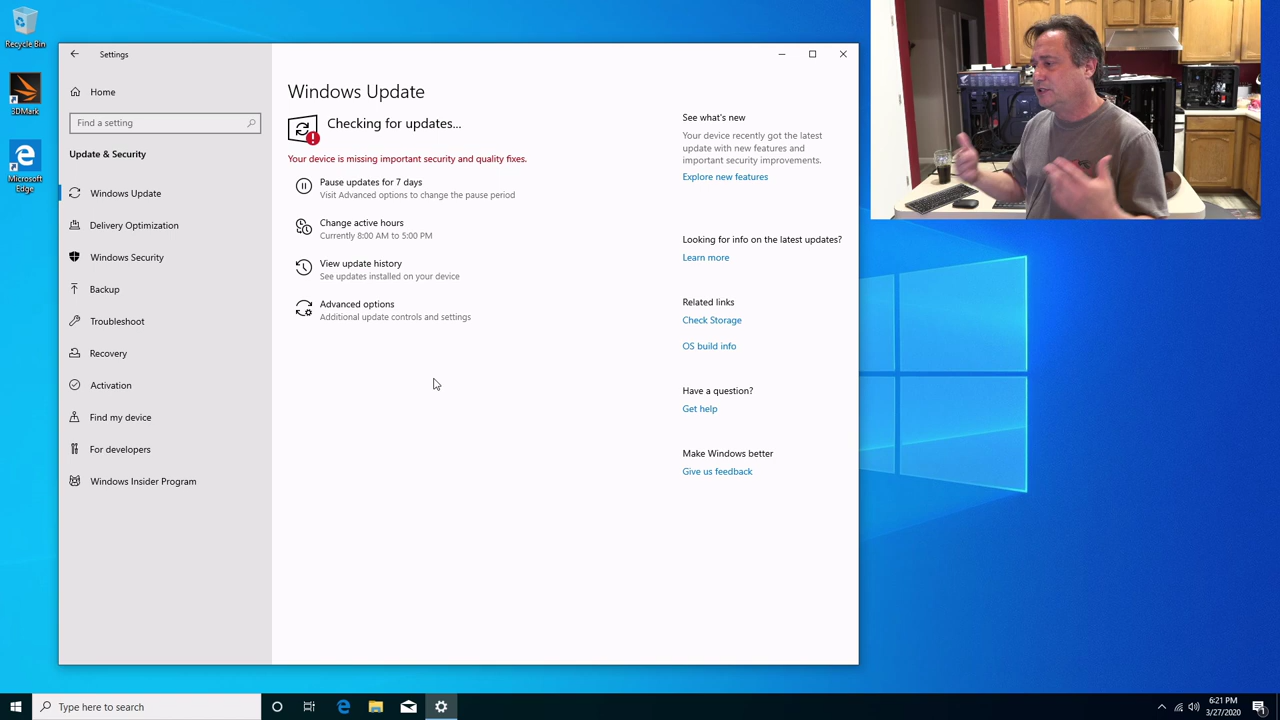 Recycle Bin
3DMark
Microsoft
Edge
Settings
Home
Find a setting
Update & Security
Windows Update
Delivery Optimization
Windows Security
Backup
Troubleshoot
Recovery
Activation
Find my device
For developers
Windows Insider Program
Windows Update
Checking for updates...
Your device is missing important security and quality fixes.
Pause updates for 7 days
Visit Advanced options to change the pause period
Change active hours
Currently 8:00 AM to 5:00 PM
View update history
See updates installed on your device
Advanced options
Additional update controls and settings
See what's new
Your device recently got the latest
update with new features and
important security improvements.
Explore new features
Looking for info on the latest updates?
Learn more
Related links
Check Storage
OS build info
Have a question?
Get help
Make Windows better
Give us feedback
Type here to search
6:21 PM
3/27/2020
1